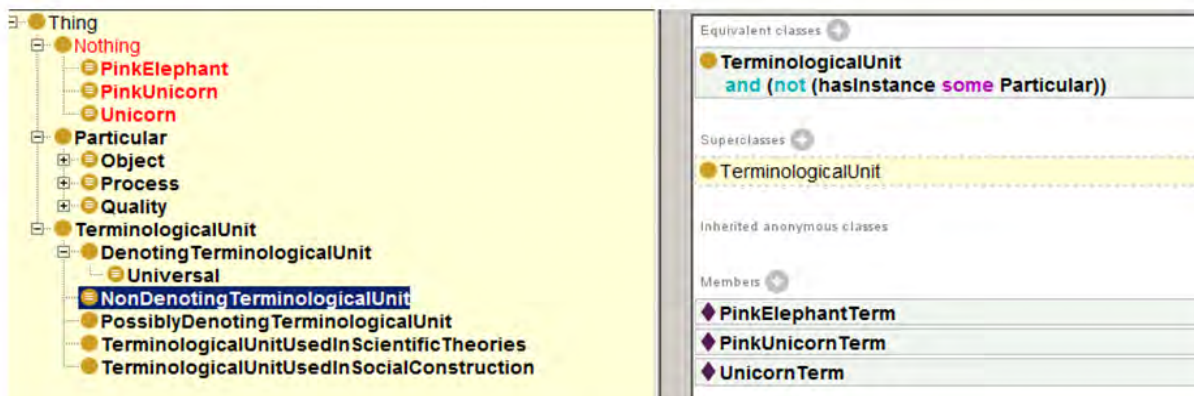 Thing
Nothing
PinkElephant
PinkUnicorn
Unicorn
Particular
Object
Process
Quality
TerminologicalUnit
DenotingTerminologicalUnit
Universal
NonDenotingTerminologicalUnit
PossiblyDenotingTerminologicalUnit
TerminologicalUnitUsedInScientificTheories
TerminologicalUnitUsedInSocialConstruction
Equivalent classes
TerminologicalUnit
and (not (hasInstance some Particular))
Superclasses
TerminologicalUnit
Inherited anonymous classes
Members
PinkElephantTerm
PinkUnicornTerm
UnicornTerm